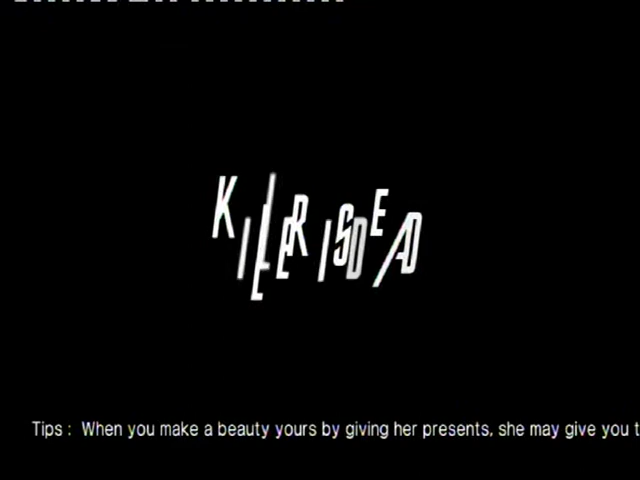 KILLER IS DEAD
Tips : When you make a beauty yours by giving her presents, she may give you t